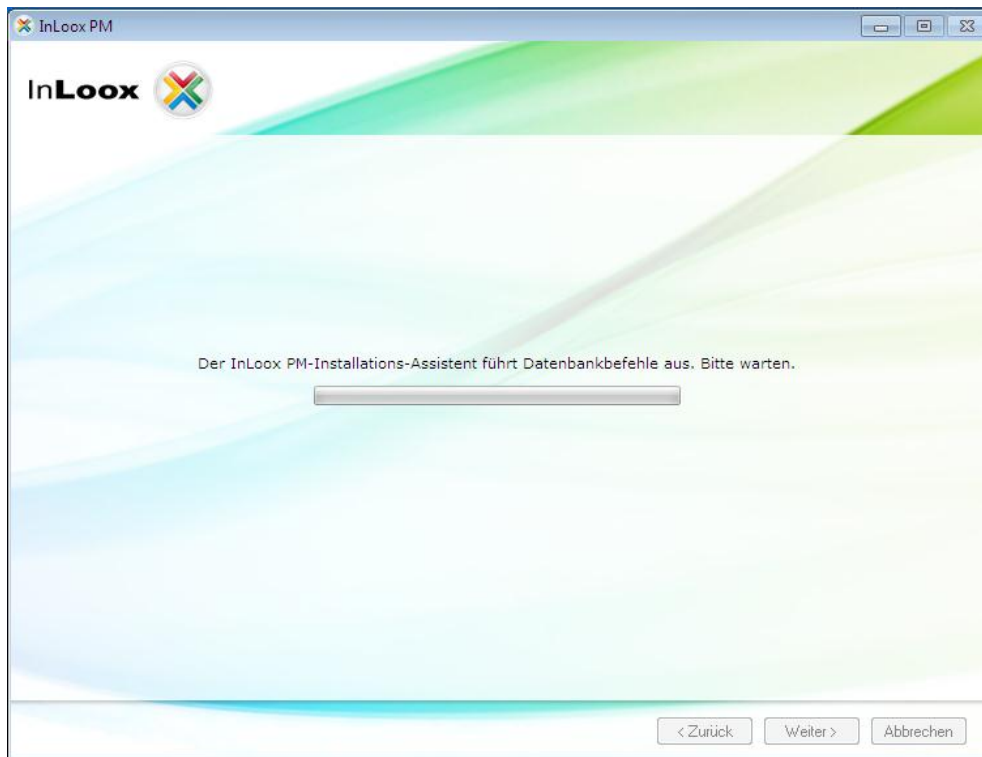 InLoox PM
InLoox
Der InLoox PM-Installations-Assistent führt Datenbankbefehle aus. Bitte warten.
< Zurück
Weiter >
Abbrechen